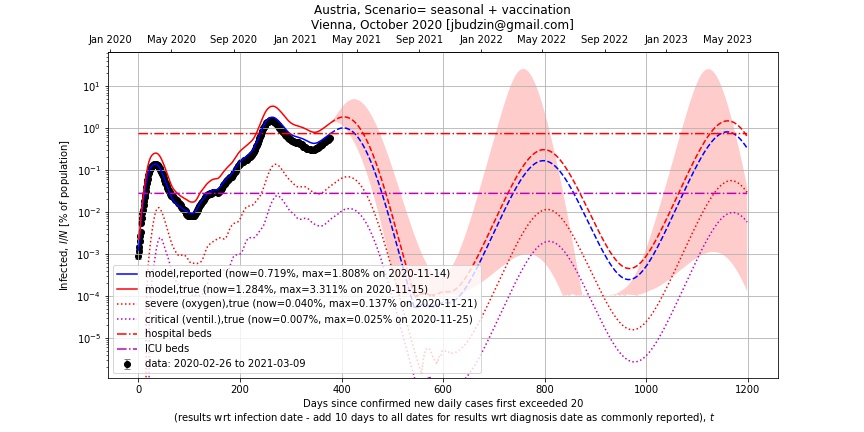 Austria, Scenario= seasonal + vaccination
Vienna, October 2020 [jbudzin@gmail.com]
Jan 2020 May 2020 Sep 2020 Jan 2021 May 2021 Sep 2021 Jan 2022 May 2022 Sep 2022 Jan 2023 May 2023
10¹
10⁰
10⁻¹
10⁻²
10⁻³
10⁻⁴
10⁻⁵
Infected, I/N [% of population]
model,reported (now=0.719%, max=1.808% on 2020-11-14)
model,true (now=1.284%, max=3.311% on 2020-11-15)
severe (oxygen),true (now=0.040%, max=0.137% on 2020-11-21)
critical (ventil.),true (now=0.007%, max=0.025% on 2020-11-25)
hospital beds
ICU beds
data: 2020-02-26 to 2021-03-09
0 200 400 600 800 1000 1200
Days since confirmed new daily cases first exceeded 20
(results wrt infection date - add 10 days to all dates for results wrt diagnosis date as commonly reported), t